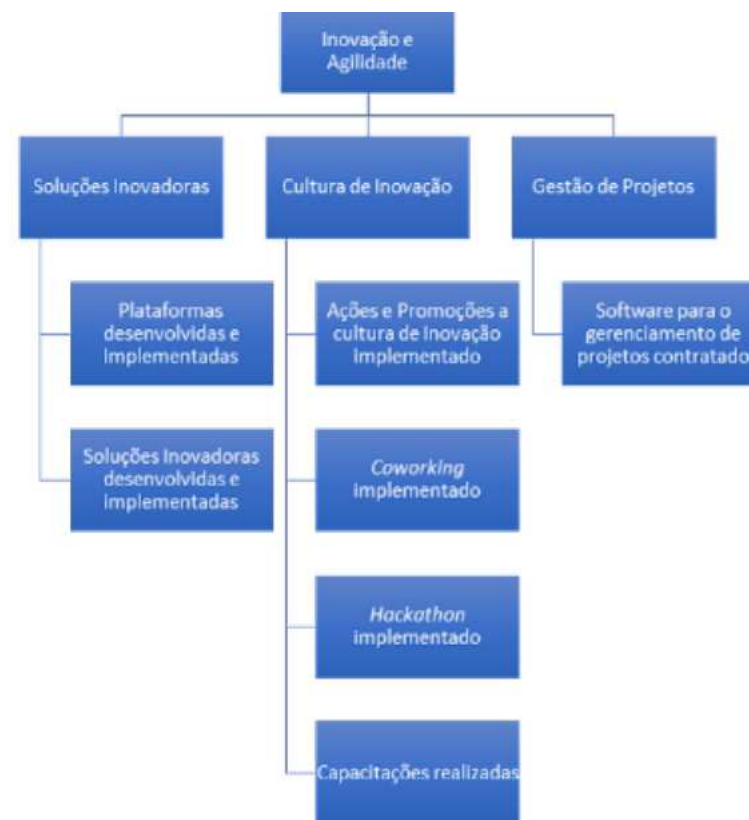 Inovação e
Agilidade
Soluções Inovadoras
Cultura de Inovação
Gestão de Projetos
Plataformas
desenvolvidas e
Implementadas
Ações e Promoções a
cultura de Inovação
Implementado
Software para o
gerenciamento de
projetos contratado
Soluções Inovadoras
desenvolvidas e
implementadas
Coworking
implementado
Hackathon
implementado
Capacitações realizadas